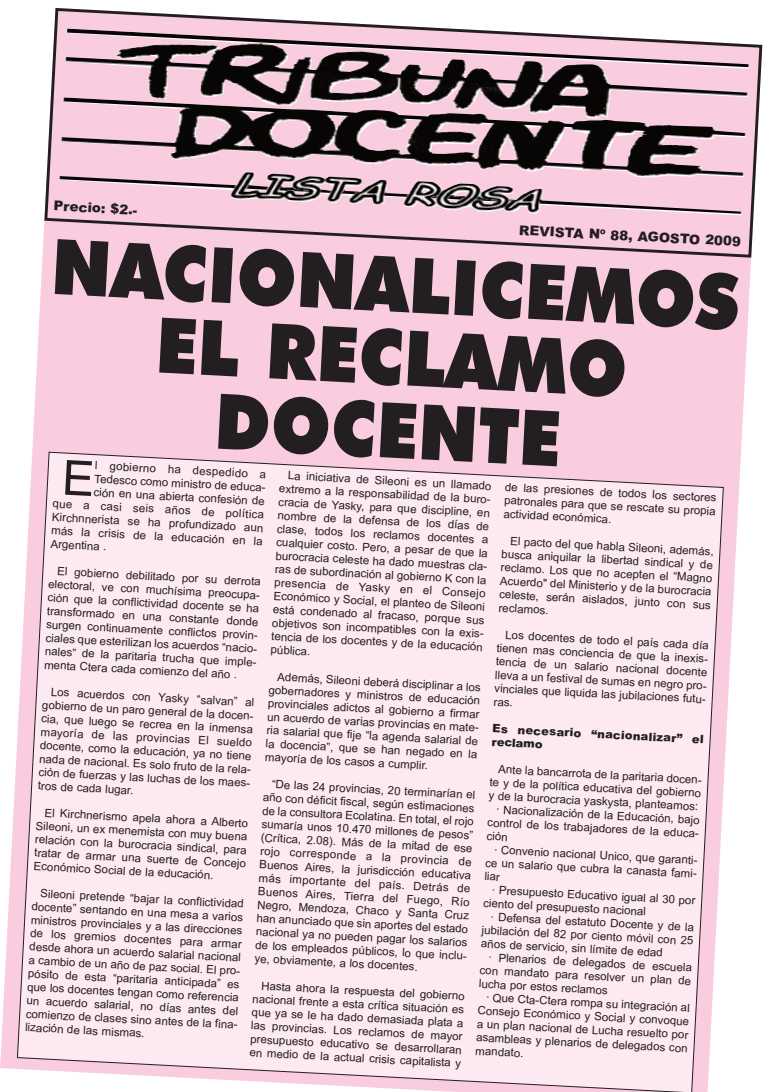 TRIBUNA
DOCENTE
LISTA ROSA
Precio: $2.-
REVISTA Nº 88, AGOSTO 2009
NACIONALICEMOS
EL RECLAMO
DOCENTE
El gobierno ha despedido a
Tedesco como ministro de educa-
ción en una abierta confesión de
que a casi seis años de política
Kirchnnerista se ha profundizado aun
más la crisis de la educación en la
Argentina .
El gobierno debilitado por su derrota
electoral, ve con muchísima preocupa-
ción que la conflictividad docente se ha
transformado en una constante donde
surgen continuamente conflictos provin-
ciales que esterilizan los acuerdos “nacio-
nales” de la paritaria trucha que imple-
menta Ctera cada comienzo del año .
Los acuerdos con Yasky “salvan” al
gobierno de un paro general de la docen-
cia, que luego se recrea en la inmensa
mayoría de las provincias El sueldo
docente, como la educación, ya no tiene
nada de nacional. Es solo fruto de la rela-
ción de fuerzas y las luchas de los maes-
tros de cada lugar.
El Kirchnerismo apela ahora a Alberto
Sileoni, un ex menemista con muy buena
relación con la burocracia sindical, para
tratar de armar una suerte de Concejo
Económico Social de la educación.
Sileoni pretende “bajar la conflictividad
docente” sentando en una mesa a varios
ministros provinciales y a las direcciones
de los gremios docentes para armar
desde ahora un acuerdo salarial nacional
a cambio de un año de paz social. El pro-
pósito de esta “paritaria anticipada” es
que los docentes tengan como referencia
un acuerdo salarial, no días antes del
comienzo de clases sino antes de la fina-
lización de las mismas.
La iniciativa de Sileoni es un llamado
extremo a la responsabilidad de la buro-
cracia de Yasky, para que discipline, en
nombre de la defensa de los días de
clase, todos los reclamos docentes a
cualquier costo. Pero, a pesar de que la
burocracia celeste ha dado muestras cla-
ras de subordinación al gobierno K con la
presencia de Yasky en el Consejo
Económico y Social, el planteo de Sileoni
está condenado al fracaso, porque sus
objetivos son incompatibles con la exis-
tencia de los docentes y de la educación
pública.
Además, Sileoni deberá disciplinar a los
gobernadores y ministros de educación
provinciales adictos al gobierno a firmar
un acuerdo de varias provincias en mate-
ria salarial que fije “la agenda salarial de
la docencia”, que se han negado en la
mayoría de los casos a cumplir.
“De las 24 provincias, 20 terminarían el
año con déficit fiscal, según estimaciones
de la consultora Ecolatina. En total, el rojo
sumaría unos 10.470 millones de pesos”
(Crítica, 2.08). Más de la mitad de ese
rojo corresponde a la provincia de
Buenos Aires, la jurisdicción educativa
más importante del país. Detrás de
Buenos Aires, Tierra del Fuego, Río
Negro, Mendoza, Chaco y Santa Cruz
han anunciado que sin aportes del estado
nacional ya no pueden pagar los salarios
de los empleados públicos, lo que inclu-
ye, obviamente, a los docentes.
Hasta ahora la respuesta del gobierno
nacional frente a esta crítica situación es
que ya se le ha dado demasiada plata a
las provincias. Los reclamos de mayor
presupuesto educativo se desarrollaran
en medio de la actual crisis capitalista y
de las presiones de todos los sectores
patronales para que se rescate su propia
actividad económica.
El pacto del que habla Sileoni, además,
busca aniquilar la libertad sindical y de
reclamo. Los que no acepten el "Magno
Acuerdo" del Ministerio y de la burocracia
celeste, serán aislados, junto con sus
reclamos.
Los docentes de todo el país cada día
tienen mas conciencia de que la inexis-
tencia de un salario nacional docente
lleva a un festival de sumas en negro pro-
vinciales que liquida las jubilaciones futu-
ras.
Es necesario “nacionalizar” el
reclamo
Ante la bancarrota de la paritaria docen-
te y de la política educativa del gobierno
y de la burocracia yaskysta, planteamos:
· Nacionalización de la Educación, bajo
control de los trabajadores de la educa-
ción
· Convenio nacional Unico, que garanti-
ce un salario que cubra la canasta fami-
liar
· Presupuesto Educativo igual al 30 por
ciento del presupuesto nacional
· Defensa del estatuto Docente y de la
jubilación del 82 por ciento móvil con 25
años de servicio, sin límite de edad
· Plenarios de delegados de escuela
con mandato para resolver un plan de
lucha por estos reclamos
· Que Cta-Ctera rompa su integración al
Consejo Económico y Social y convoque
a un plan nacional de Lucha resuelto por
asambleas y plenarios de delegados con
mandato.